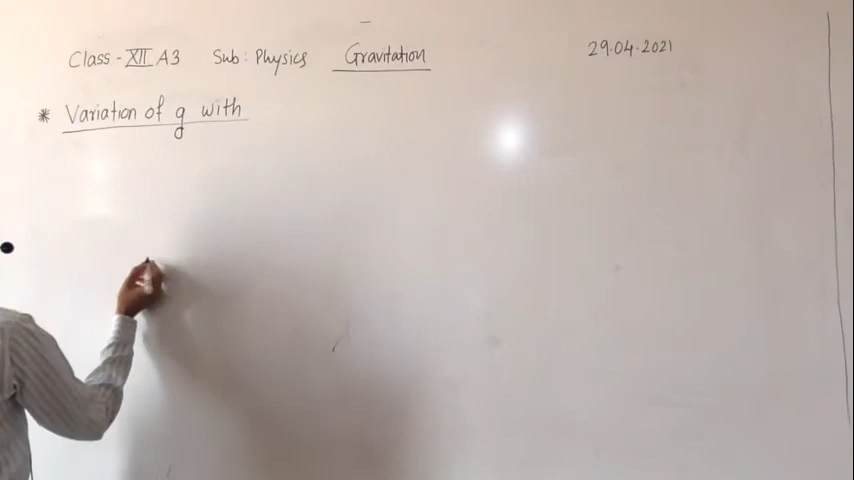 Class - XII A3 Sub : Physics Gravitation 29.04.2021
* Variation of g with